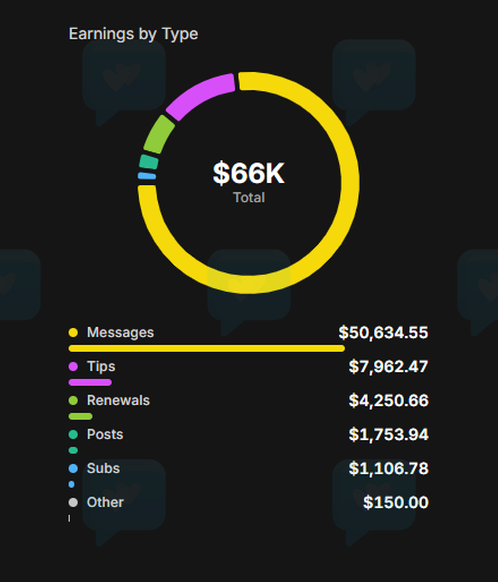 Earnings by Type
$66K
Total
Messages $50,634.55
Tips $7,962.47
Renewals $4,250.66
Posts $1,753.94
Subs $1,106.78
Other $150.00